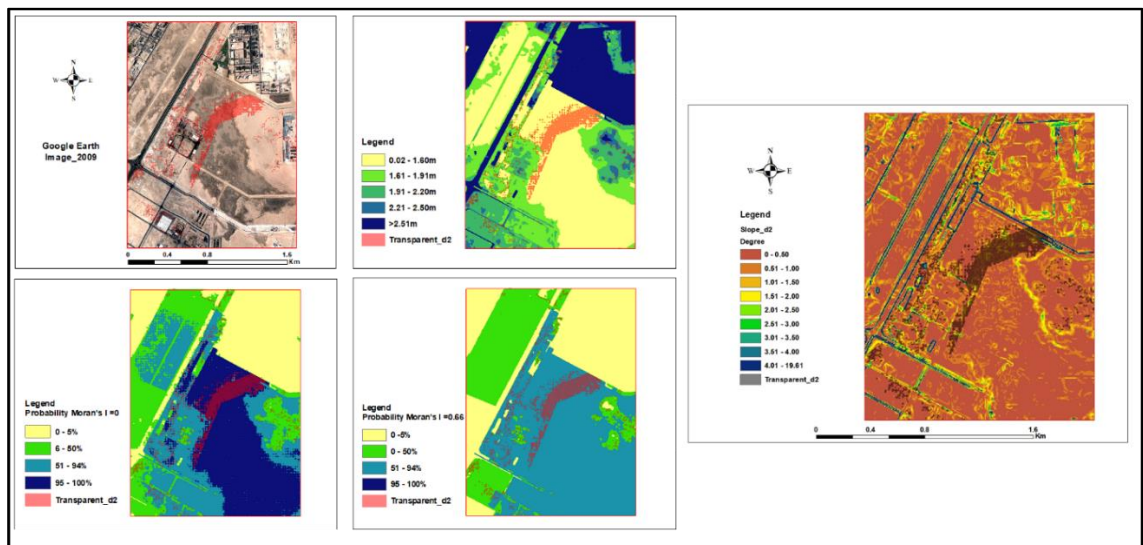 N
W E
S
Google Earth
Image_2009
0 0.4 0.8 1.6
Km
Legend
0.02 - 1.60m
1.61 - 1.91m
1.91 - 2.20m
2.21 - 2.50m
>2.51m
Transparent_d2
N
W E
S
Legend
Slope_d2
Degree
0 - 0.50
0.51 - 1.00
1.01 - 1.50
1.51 - 2.00
2.01 - 2.50
2.51 - 3.00
3.01 - 3.50
3.51 - 4.00
4.01 - 19.61
Transparent_d2
0 0.4 0.8 1.6
Km
Legend
Probability Moran's I =0
0 - 5%
6 - 50%
51 - 94%
95 - 100%
Transparent_d2
Legend
Probability Moran's I =0.66
0 -5%
0 -50%
51 - 94%
95 - 100%
Transparent_d2